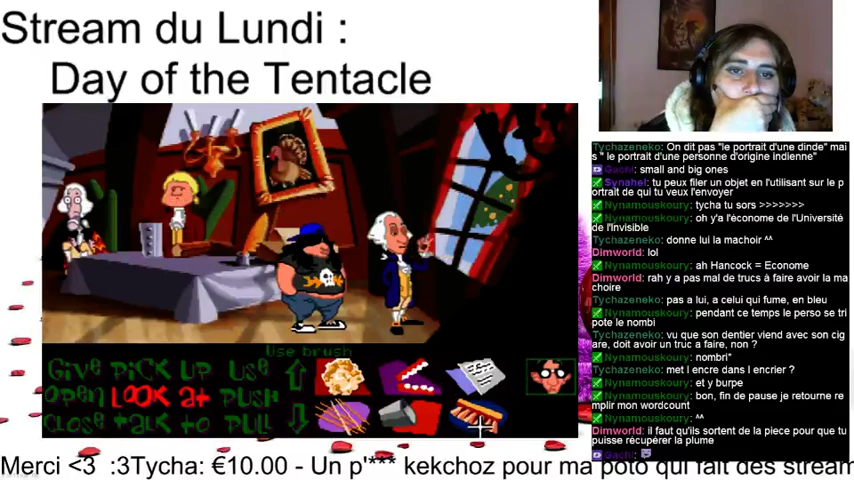 Stream du Lundi :
Day of the Tentacle
Tychazeneko: On dit pas "le portrait d'une dinde" mai
s " le portrait d'une personne d'origine indienne"
Gachi: small and big ones
Synahel: tu peux filer un objet en l'utilisant sur le p
ortrait de qui tu veux l'envoyer
Nynamouskoury: tycha tu sors >>>>>>>
Nynamouskoury: oh y'a l'économe de l'Université
de l'Invisible
Tychazeneko: donne lui la machoir ^^
Dimworld: lol
Nynamouskoury: ah Hancock = Econome
Dimworld: rah y a pas mal de trucs à faire avoir la ma
choire
Tychazeneko: pas a lui, a celui qui fume, en bleu
Nynamouskoury: pendant ce temps le perso se tri
pote le nombi
Tychazeneko: vu que son dentier viend avec son cig
are, doit avoir un truc a faire, non ?
Nynamouskoury: nombri*
Tychazeneko: met l encre dans l encrier ?
Nynamouskoury: et y burpe
Nynamouskoury: bon, fin de pause je retourne re
mplir mon wordcount
Nynamouskoury: ^^
Dimworld: il faut qu'ils sortent de la piece pour que tu
puisse récupérer la plume
Gachi:
Use brush
Give Pick up Use
Open Look at Push
Close talk to Pull
Merci <3 :3Tycha: €10.00 - Un p'*** kekchoz pour ma poto qui fait des stream